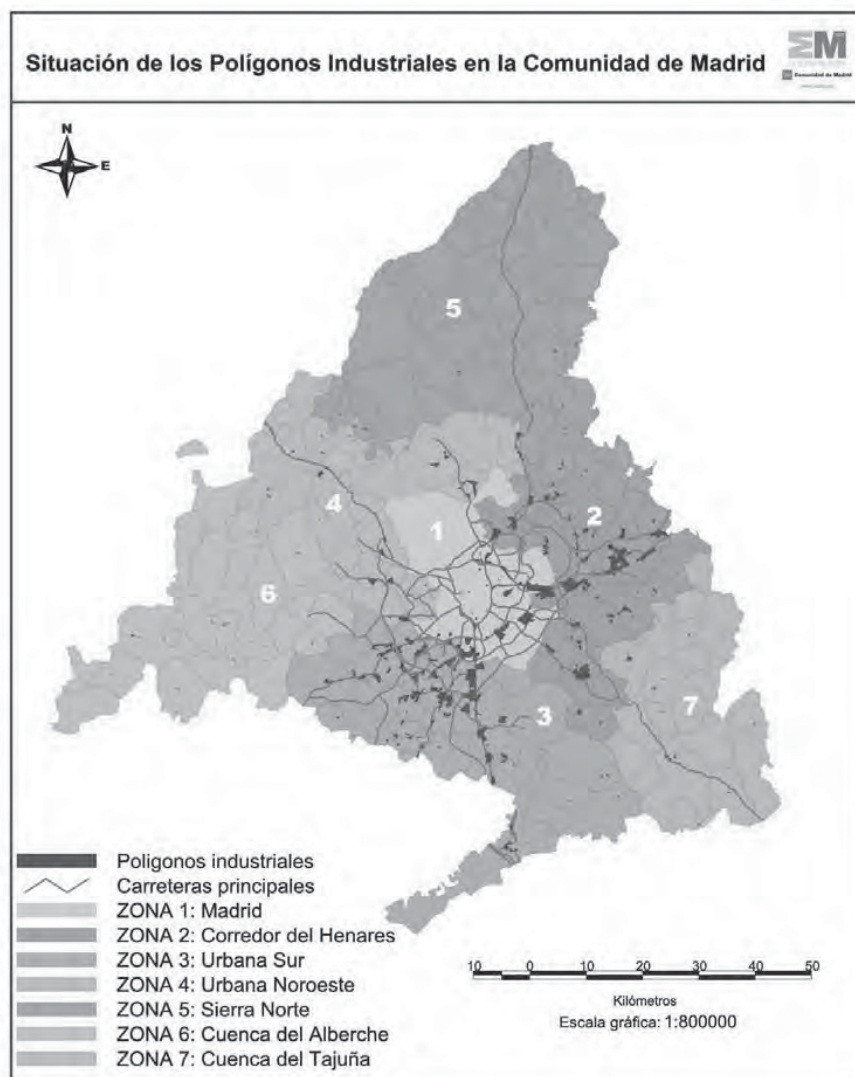 Situación de los Polígonos Industriales en la Comunidad de Madrid
Comunidad de Madrid
N
E
5
4
1
2
6
3
7
Poligonos industriales
Carreteras principales
ZONA 1: Madrid
ZONA 2: Corredor del Henares
ZONA 3: Urbana Sur
ZONA 4: Urbana Noroeste
ZONA 5: Sierra Norte
ZONA 6: Cuenca del Alberche
ZONA 7: Cuenca del Tajuña
10 0 10 20 30 40 50
Kilómetros
Escala gráfica: 1:800000